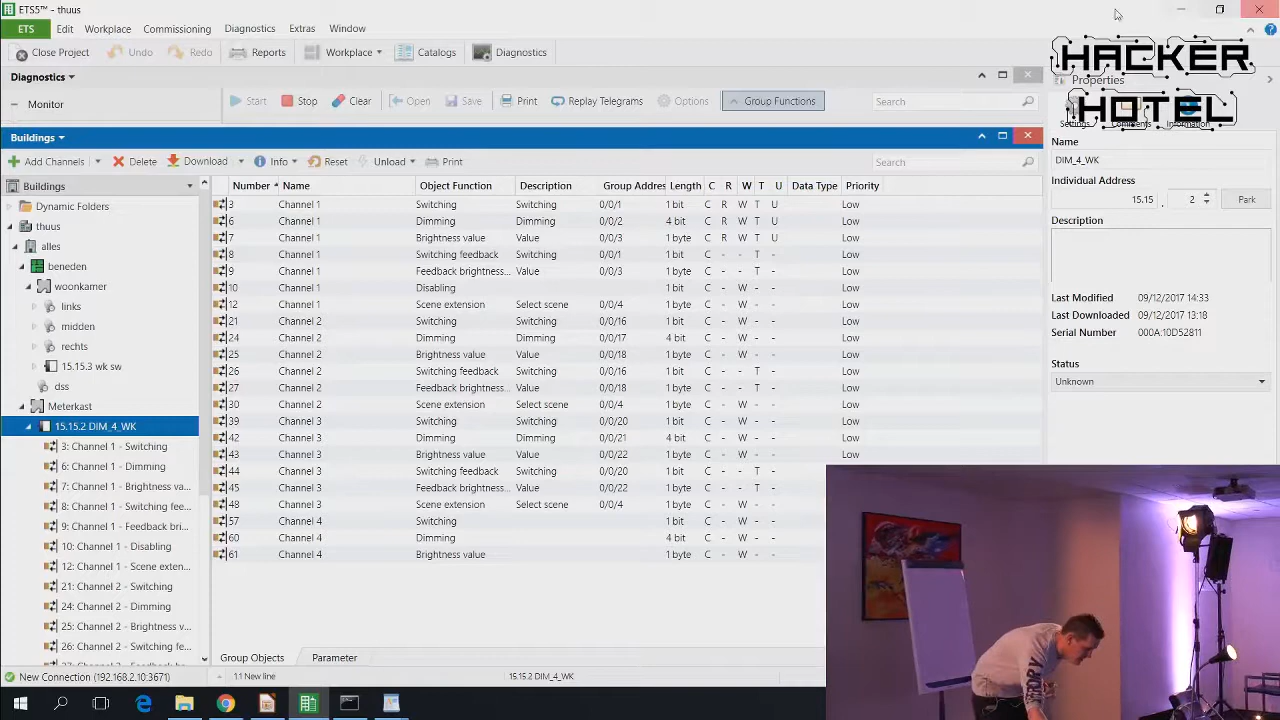 ETS5™ - thuus
ETS Edit Workplace Commissioning Diagnostics Extras Window
Close Project Undo Redo Reports Workplace Catalogs Diagnostics
HACKER
HOTEL
Diagnostics
Properties
Monitor Start Stop Clear Open Save Print Replay Telegrams Options Group Functions Search
Settings Comments Information
Buildings
Name
DIM_4_WK
Add Channels Delete Download Info Reset Unload Print Search
Individual Address
15.15 . 2 Park
Description
Last Modified 09/12/2017 14:33
Last Downloaded 09/12/2017 13:18
Serial Number 000A:10D52811
Status
Unknown
Buildings
Dynamic Folders
thuus
alles
beneden
woonkamer
links
midden
rechts
15.15.3 wk sw
dss
Meterkast
15.15.2 DIM_4_WK
3: Channel 1 - Switching
6: Channel 1 - Dimming
7: Channel 1 - Brightness va...
8: Channel 1 - Switching fee...
9: Channel 1 - Feedback bri...
10: Channel 1 - Disabling
12: Channel 1 - Scene exten...
21: Channel 2 - Switching
24: Channel 2 - Dimming
25: Channel 2 - Brightness v...
26: Channel 2 - Switching fe...
27: Channel 2 - Feedback b...
Number Name Object Function Description Group Addres Length C R W T U Data Type Priority
3 Channel 1 Switching Switching 0/0/1 1 bit C R W T U Low
6 Channel 1 Dimming Dimming 0/0/2 4 bit C R W T U Low
7 Channel 1 Brightness value Value 0/0/3 1 byte C R W T U Low
8 Channel 1 Switching feedback Switching 0/0/1 1 bit C - - T - Low
9 Channel 1 Feedback brightness... Value 0/0/3 1 byte C - - T - Low
10 Channel 1 Disabling 1 bit C - W - - Low
12 Channel 1 Scene extension Select scene 0/0/4 1 byte C - W - - Low
21 Channel 2 Switching Switching 0/0/16 1 bit C - W - - Low
24 Channel 2 Dimming Dimming 0/0/17 4 bit C - W - - Low
25 Channel 2 Brightness value Value 0/0/18 1 byte C - W - - Low
26 Channel 2 Switching feedback Switching 0/0/16 1 bit C - - T - Low
27 Channel 2 Feedback brightness... Value 0/0/18 1 byte C - - T - Low
30 Channel 2 Scene extension Select scene 0/0/4 1 byte C - W - - Low
39 Channel 3 Switching Switching 0/0/20 1 bit C - W - - Low
42 Channel 3 Dimming Dimming 0/0/21 4 bit C - W - - Low
43 Channel 3 Brightness value Value 0/0/22 1 byte C - W - - Low
44 Channel 3 Switching feedback Switching 0/0/20 1 bit C - - T -
45 Channel 3 Feedback brightness... Value 0/0/22 1 byte C - - T -
48 Channel 3 Scene extension Select scene 0/0/4 1 byte C - W - -
57 Channel 4 Switching 1 bit C - W - -
60 Channel 4 Dimming 4 bit C - W - -
61 Channel 4 Brightness value 1 byte C - W - -
Group Objects Parameter
New Connection (192.168.2.10:3671) 1.1 New line 15.15.2 DIM_4_WK